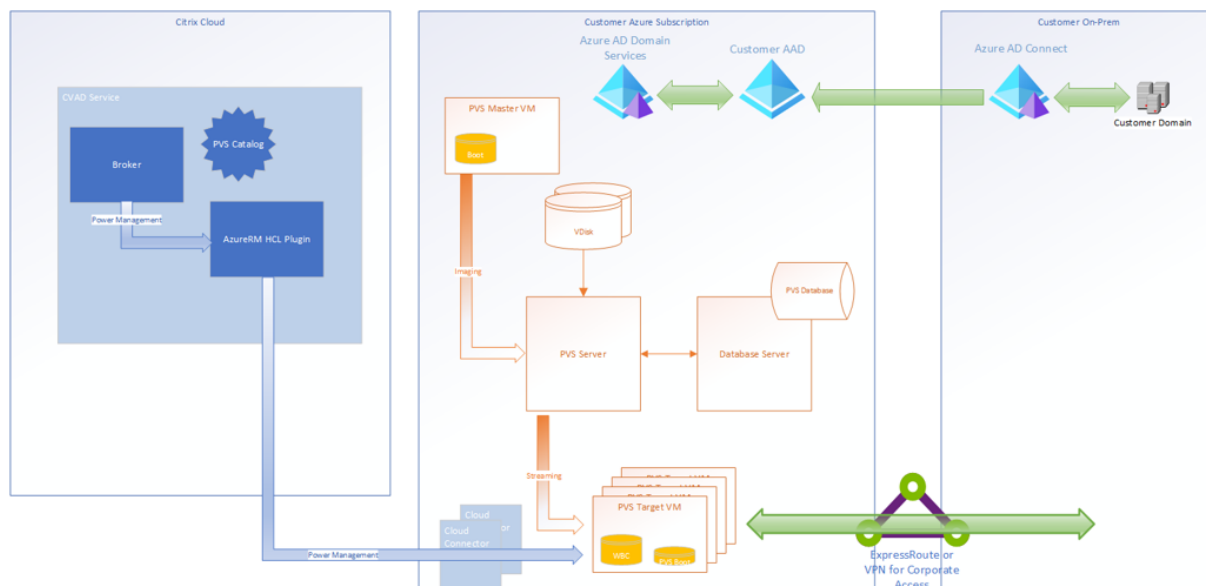 Citrix Cloud
Customer Azure Subscription
Customer On-Prem
Azure AD Domain
Services
Customer AAD
Azure AD Connect
CVAD Service
PVS Master VM
PVS Catalog
Customer Domain
Boot
Broker
Power Management
AzureRM HCL Plugin
VDisk
Imaging
PVS Database
PVS Server
Database Server
Streaming
PVS Target VM
Cloud
Cloud
Connector
WBC
PVS Boot
Power Management
ExpressRoute or
VPN for Corporate
Access